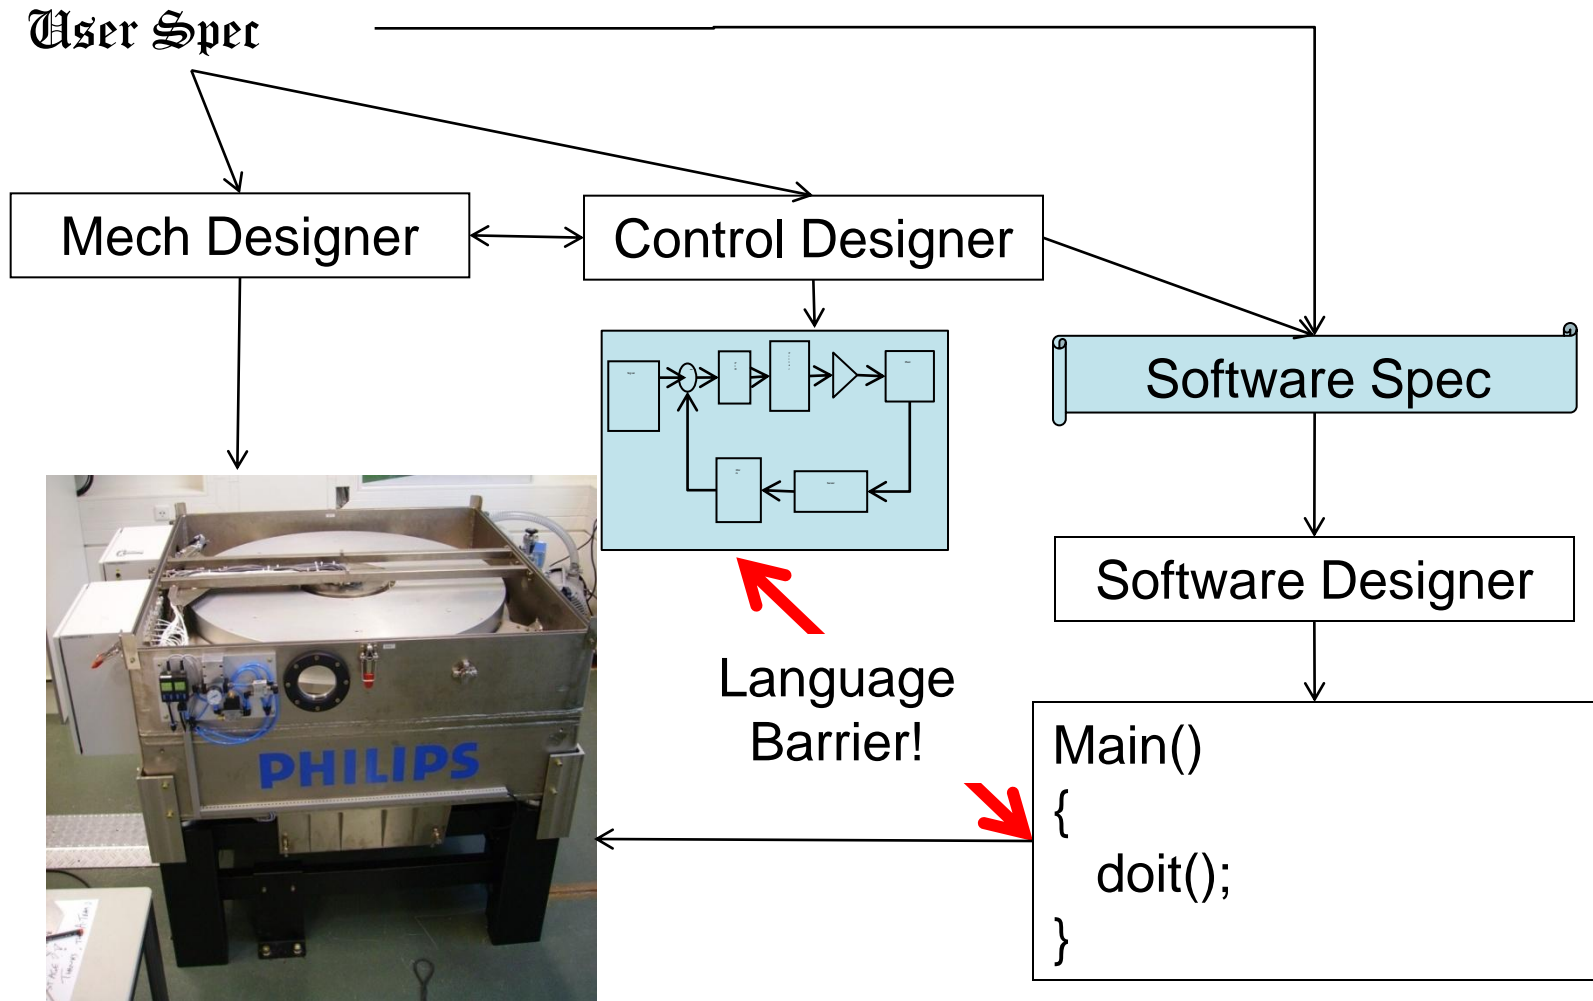 User Spec
Mech Designer
Control Designer
Software Spec
Software Designer
Language
Barrier!
PHILIPS
Main()
{
doit();
}